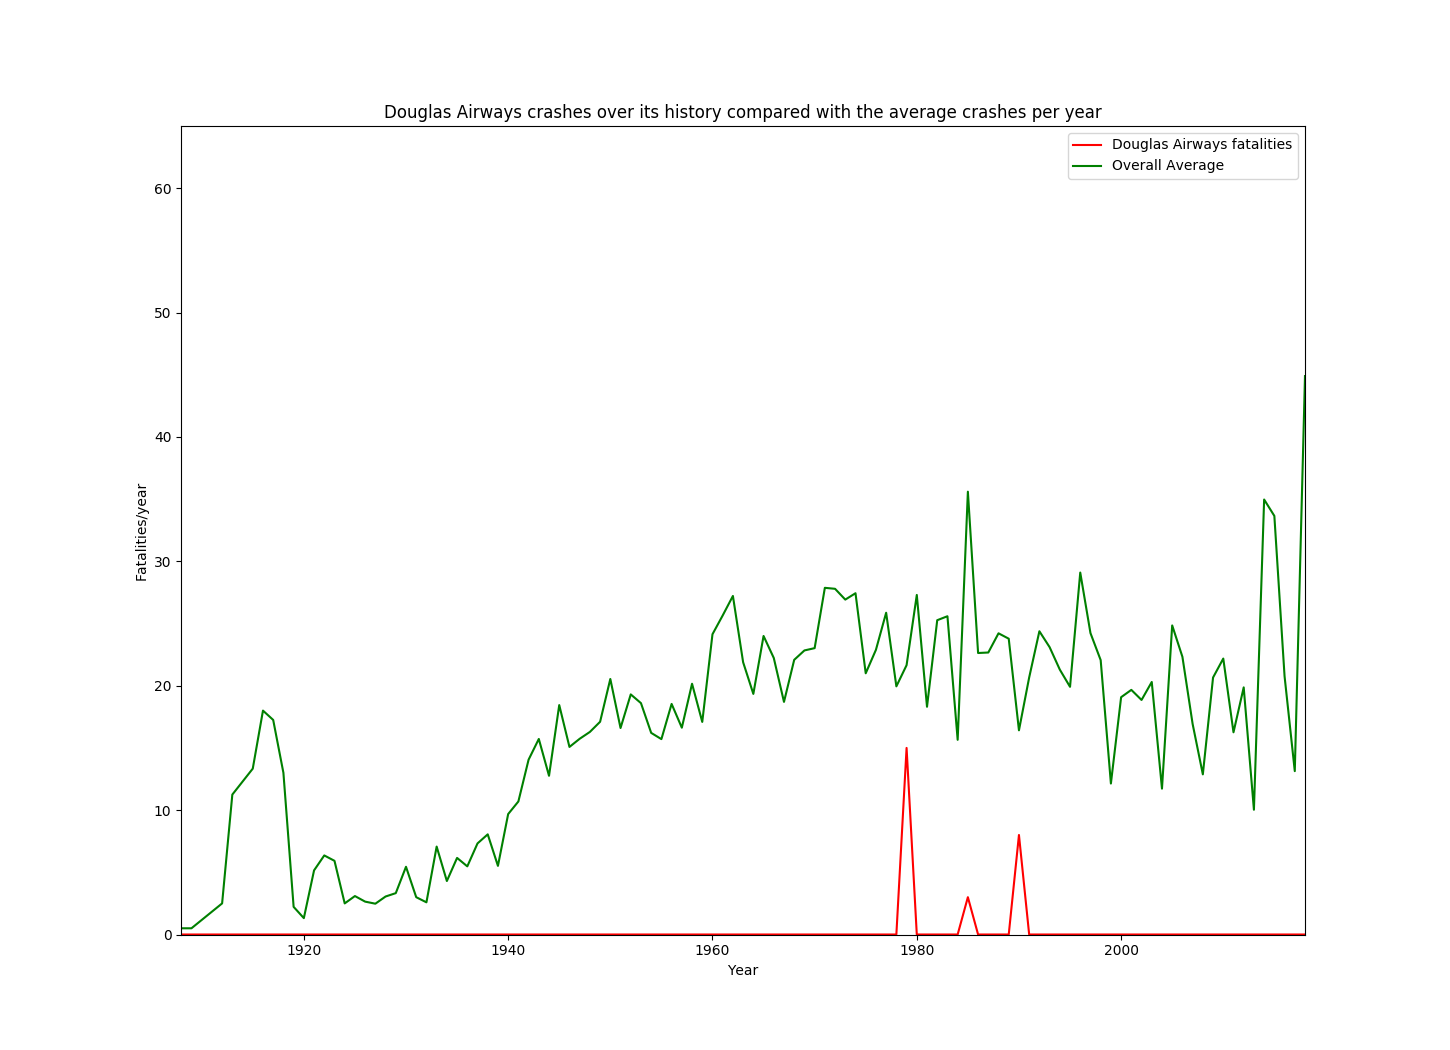 Douglas Airways crashes over its history compared with the average crashes per year
Douglas Airways fatalities
Overall Average
60
50
40
30
20
10
0
Fatalities/year
1920
1940
1960
1980
2000
Year